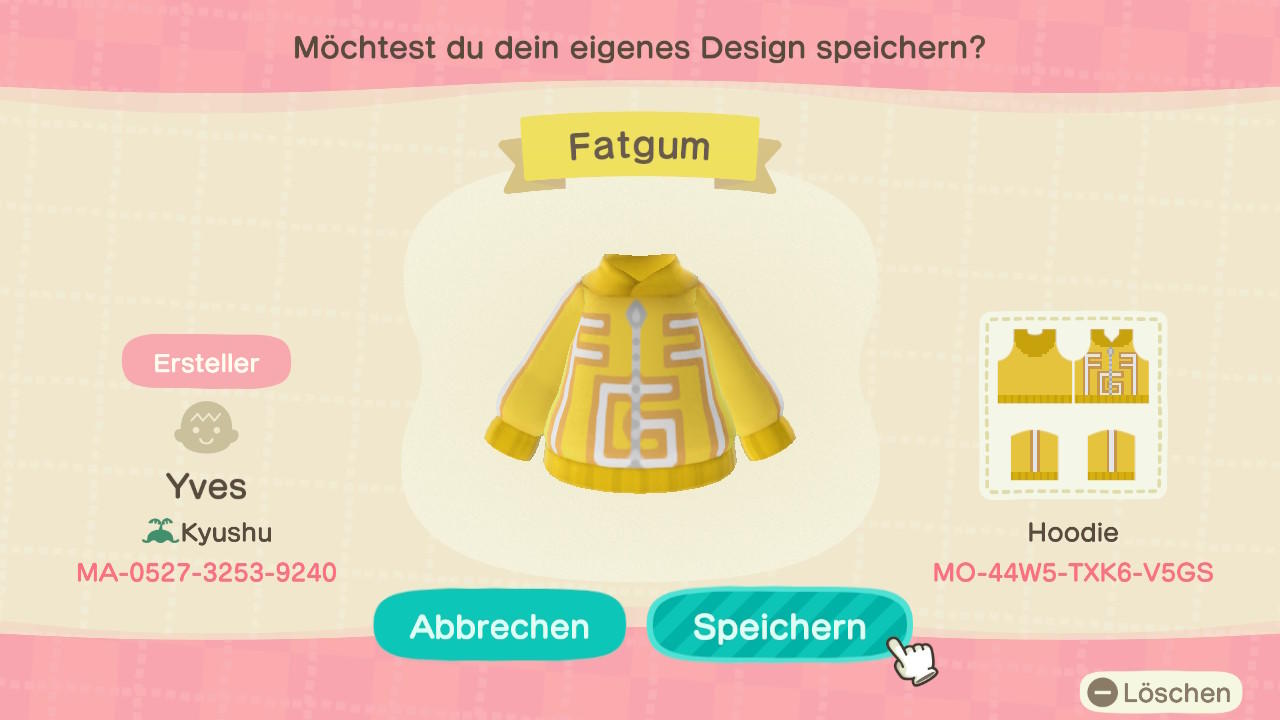 Möchtest du dein eigenes Design speichern?
Fatgum
Ersteller
Yves
Kyushu
MA-0527-3253-9240
Hoodie
MO-44W5-TXK6-V5GS
Abbrechen
Speichern
Löschen